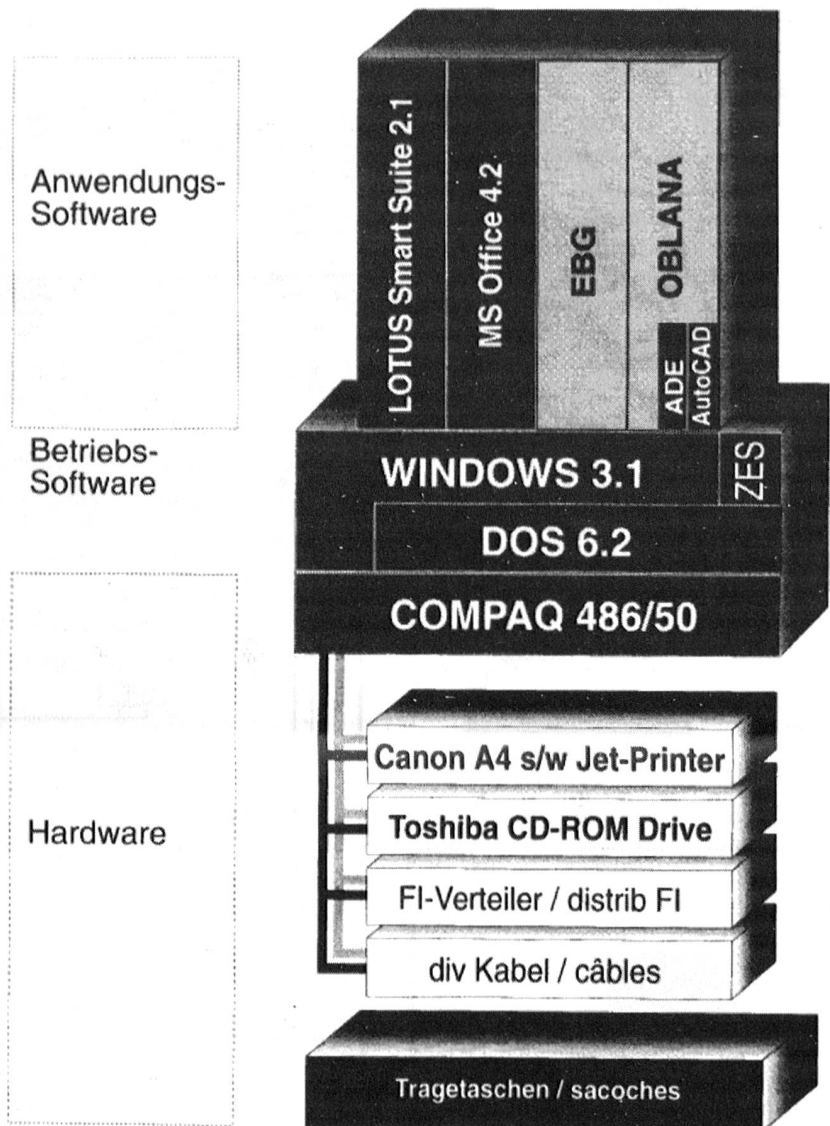 Anwendungs-
Software
LOTUS Smart Suite 2.1
MS Office 4.2
EBG
OBLANA
ADE
AutoCAD
Betriebs-
Software
WINDOWS 3.1
ZES
DOS 6.2
COMPAQ 486/50
Hardware
Canon A4 s/w Jet-Printer
Toshiba CD-ROM Drive
FI-Verteiler / distrib FI
div Kabel / câbles
Tragetaschen / sacoches